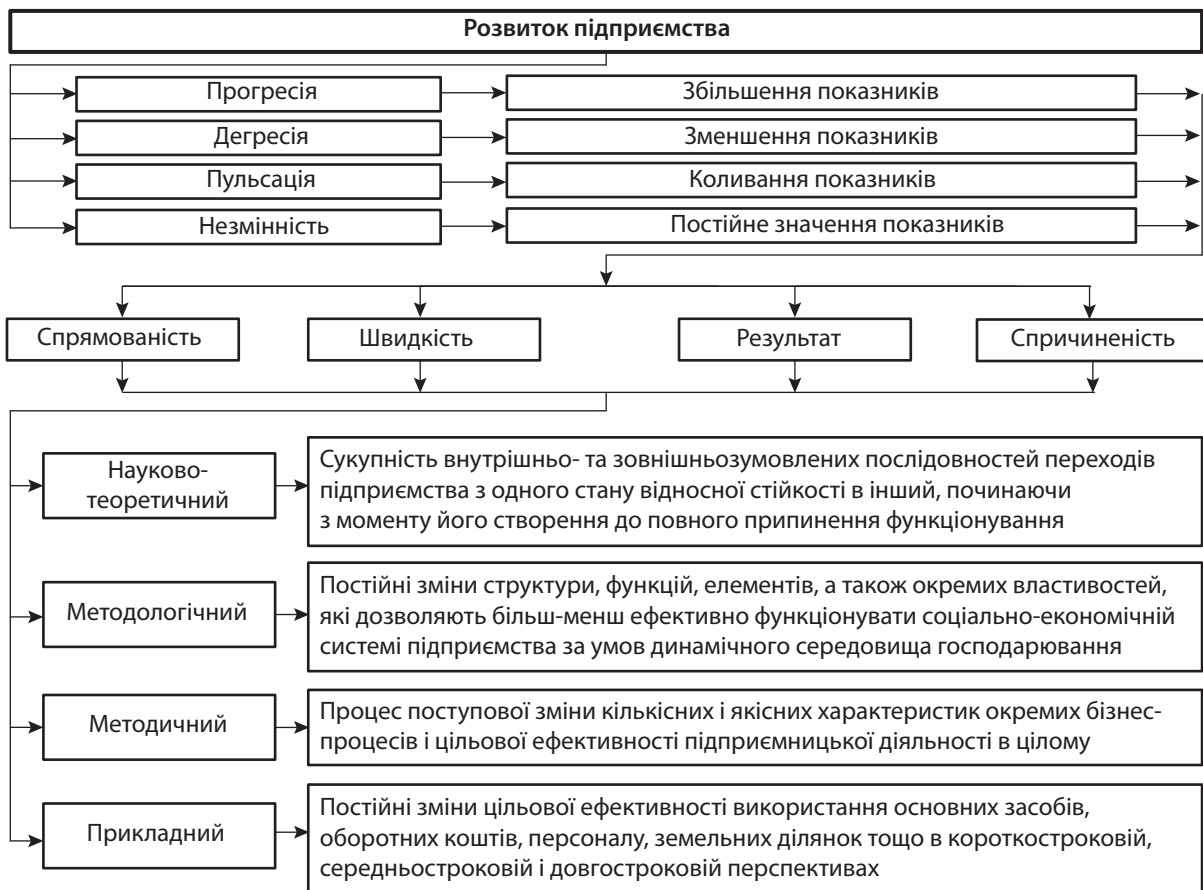 Розвиток підприємства
Прогресія
Збільшення показників
Дегресія
Зменшення показників
Пульсація
Коливання показників
Незмінність
Постійне значення показників
Спрямованість
Швидкість
Результат
Спричиненість
Науково-
теоретичний
Сукупність внутрішньо- та зовнішньозумовлених послідовностей переходів
підприємства з одного стану відносної стійкості в інший, починаючи
з моменту його створення до повного припинення функціонування
Методологічний
Постійні зміни структури, функцій, елементів, а також окремих властивостей,
які дозволяють більш-менш ефективно функціонувати соціально-економічній
системі підприємства за умов динамічного середовища господарювання
Методичний
Процес поступової зміни кількісних і якісних характеристик окремих бізнес-
процесів і цільової ефективності підприємницької діяльності в цілому
Прикладний
Постійні зміни цільової ефективності використання основних засобів,
оборотних коштів, персоналу, земельних ділянок тощо в короткостроковій,
середньостроковій і довгостроковій перспективах